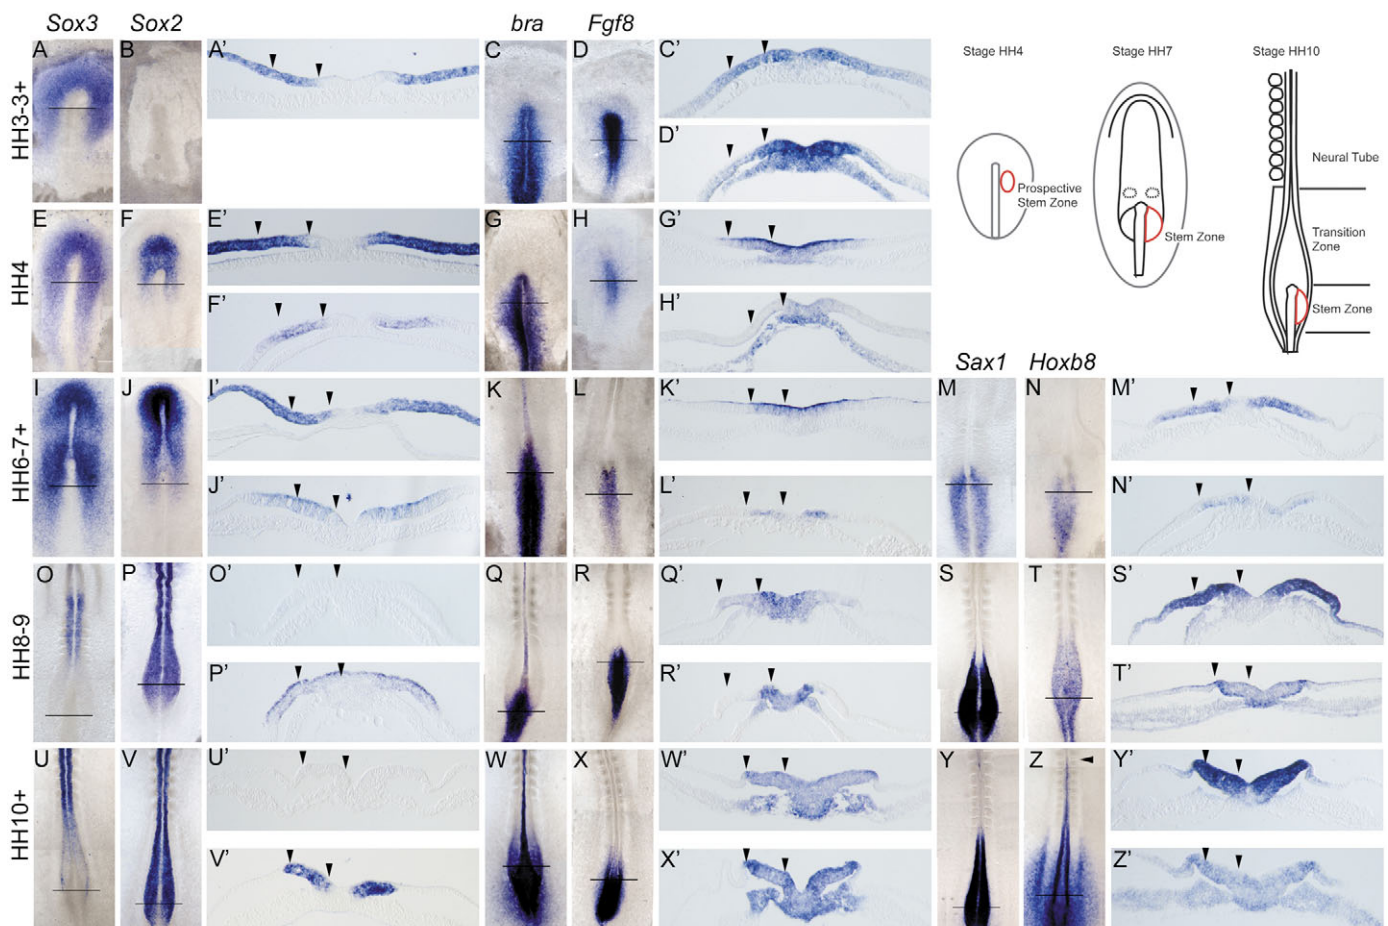 Sox3 Sox2 bra Fgf8
HH3-3+
A B A’ C D C’
D’
Stage HH4 Stage HH7 Stage HH10
Prospective
Stem Zone
Stem Zone
Neural Tube
Transition
Zone
Stem Zone
HH4
E F E’ G H G’
F’ H’
Sax1 Hoxb8
HH6-7+
I J I’ K L K’ M N M’
J’ L’ N’
HH8-9
O P O’ Q R Q’ S T S’
P’ R’ T’
HH10+
U V U’ W X W’ Y Z Y’
V’ X’ Z’